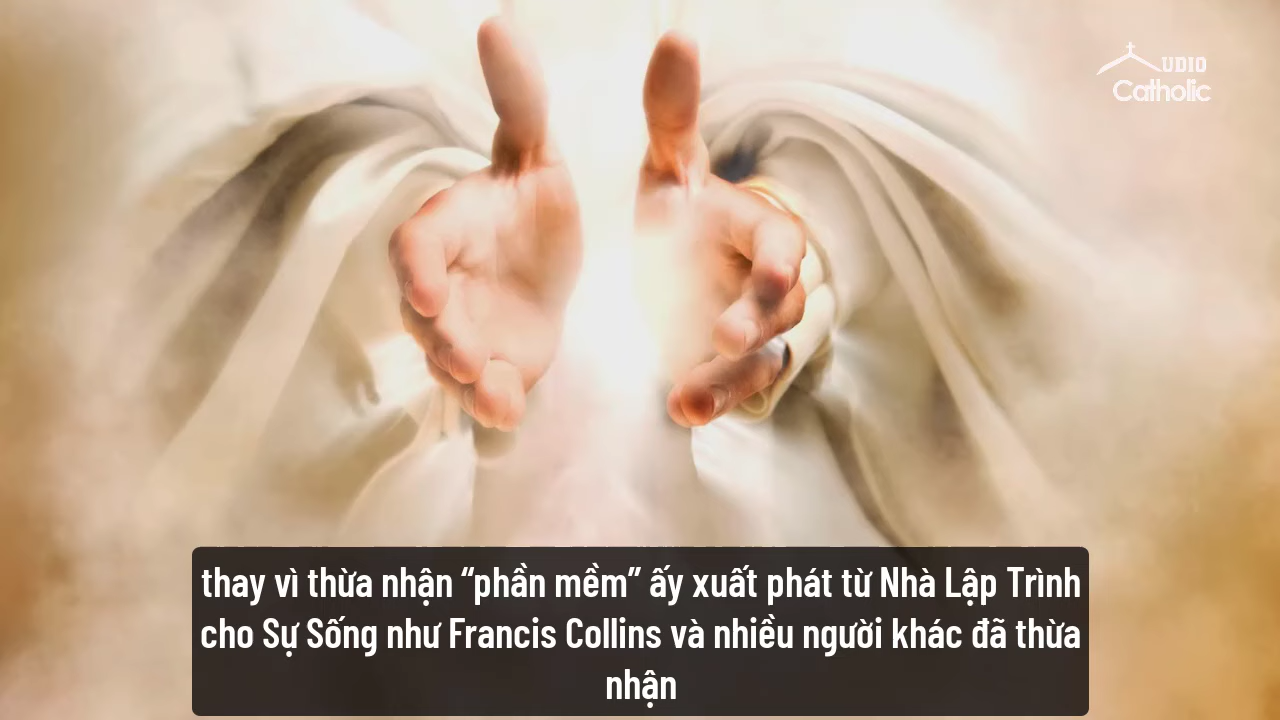 UDIO
Catholic
thay vì thừa nhận “phần mềm” ấy xuất phát từ Nhà Lập Trình
cho Sự Sống như Francis Collins và nhiều người khác đã thừa
nhận